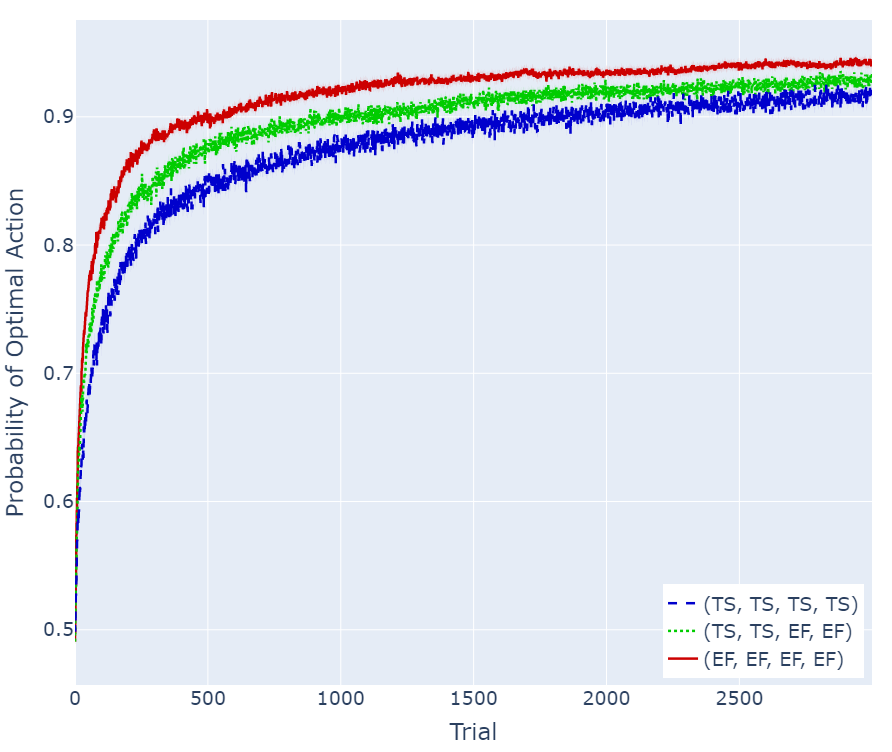 Probability of Optimal Action
0.9
0.8
0.7
0.6
0.5
0
500
1000
1500
2000
2500
Trial
(TS, TS, TS, TS)
(TS, TS, EF, EF)
(EF, EF, EF, EF)